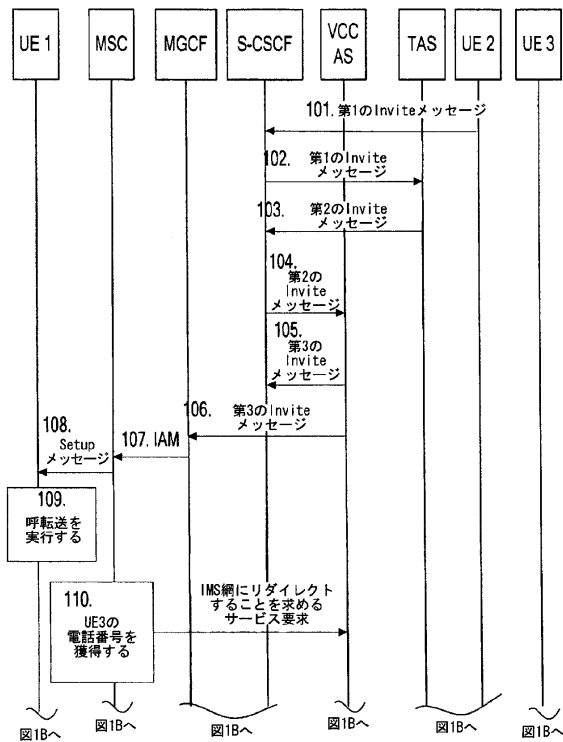 UE 1
MSC
MGCF
S-CSCF
VCC
AS
TAS
UE 2
UE 3
101. 第1のInviteメッセージ
102. 第1のInvite
メッセージ
103. 第2のInvite
メッセージ
104.
第2の
Invite
メッセージ
105.
第3の
Invite
メッセージ
106. 第3のInvite
メッセージ
107. IAM
108.
Setup
メッセージ
109.
呼転送を
実行する
110.
UE3の
電話番号を
獲得する
IMS網にリダイレクト
することを求める
サービス要求
図1Bへ
図1Bへ
図1Bへ
図1Bへ
図1Bへ
図1Bへ